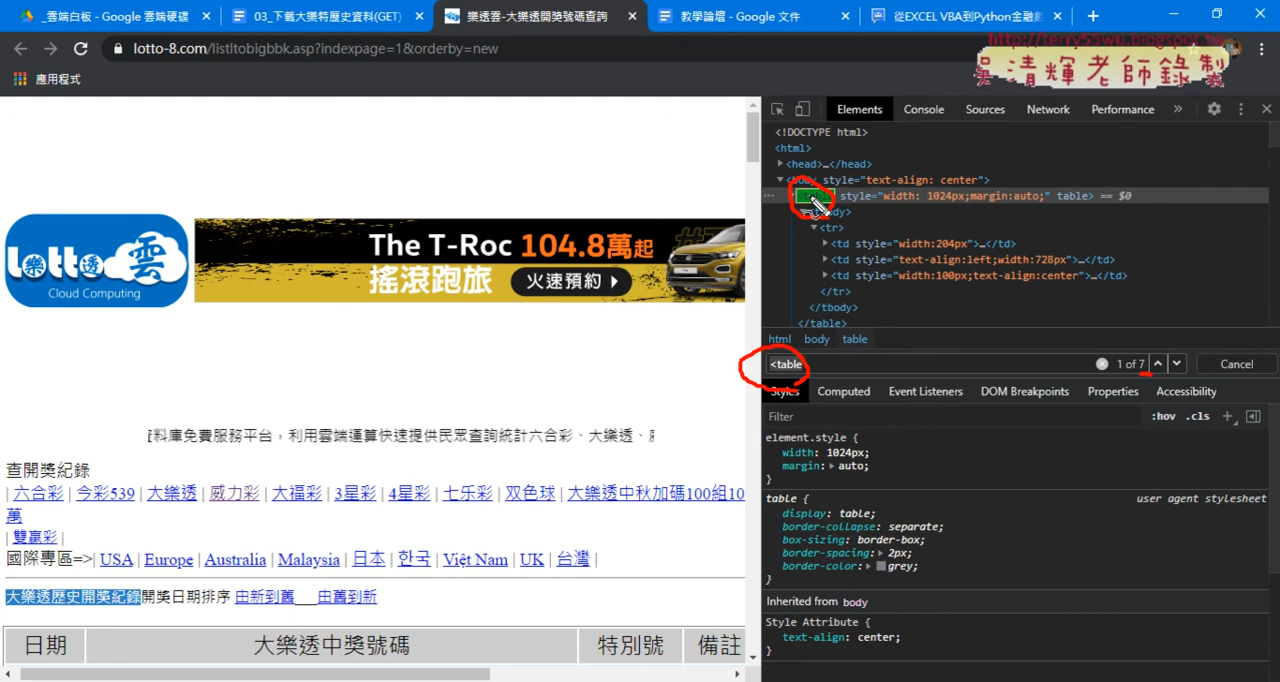 _雲端白板 - Google 雲端硬碟
03_下載大樂特歷史資料(GET)
樂透雲-大樂透開獎號碼查詢
教學論壇 - Google 文件
從EXCEL VBA到Python金融
lotto-8.com/listltobigbbk.asp?indexpage=1&orderby=new
http://terry55wu.blogspot.tw
吳清輝老師錄製
應用程式
lotto樂透雲
Cloud Computing
The T-Roc 104.8萬起
搖滾跑旅
火速預約
資料庫免費服務平台，利用雲端運算快速提供民眾查詢統計六合彩、大樂透、
查開獎紀錄
| 六合彩 | 今彩539 | 大樂透 | 威力彩 | 大福彩 | 3星彩 | 4星彩 | 七乐彩 | 双色球 | 大樂透中秋加碼100組10
萬
| 雙贏彩 |
國際專區=>| USA | Europe | Australia | Malaysia | 日本 | 한국 | Việt Nam | UK | 台灣 |
大樂透歷史開獎紀錄開獎日期排序 由新到舊___由舊到新
日期 大樂透中獎號碼 特別號 備註
Elements Console Sources Network Performance »
<!DOCTYPE html>
<html>
<head>…</head>
<body style="text-align: center">
style="width: 1024px;margin:auto;" table> == $0
<tr>
<td style="width:204px">…</td>
<td style="text-align:left;width:728px">…</td>
<td style="width:100px;text-align:center">…</td>
</tr>
</tbody>
</table>
html body table
<table 1 of 7 Cancel
Styles Computed Event Listeners DOM Breakpoints Properties Accessibility
Filter :hov .cls +
element.style {
width: 1024px;
margin: auto;
}
table { user agent stylesheet
display: table;
border-collapse: separate;
box-sizing: border-box;
border-spacing: 2px;
border-color: grey;
}
Inherited from body
Style Attribute {
text-align: center;
}